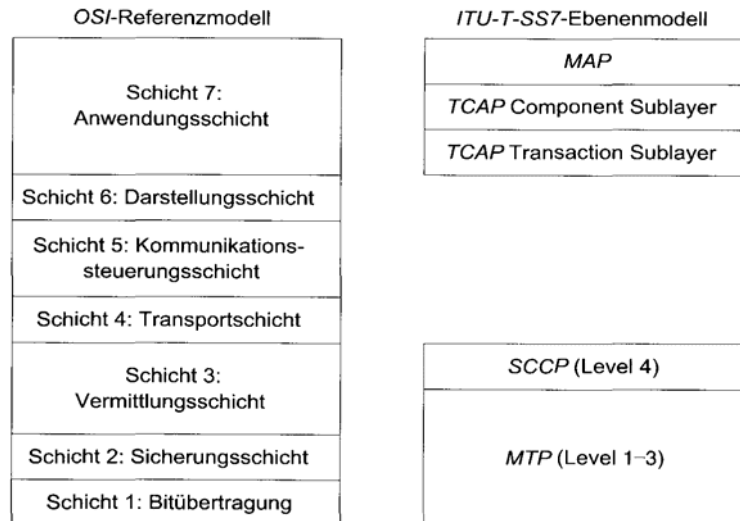 OSI-Referenzmodell
Schicht 7:
Anwendungsschicht
Schicht 6: Darstellungsschicht
Schicht 5: Kommunikations-
steuerungsschicht
Schicht 4: Transportschicht
Schicht 3:
Vermittlungsschicht
Schicht 2: Sicherungsschicht
Schicht 1: Bitübertragung
ITU-T-SS7-Ebenenmodell
MAP
TCAP Component Sublayer
TCAP Transaction Sublayer
SCCP (Level 4)
MTP (Level 1–3)